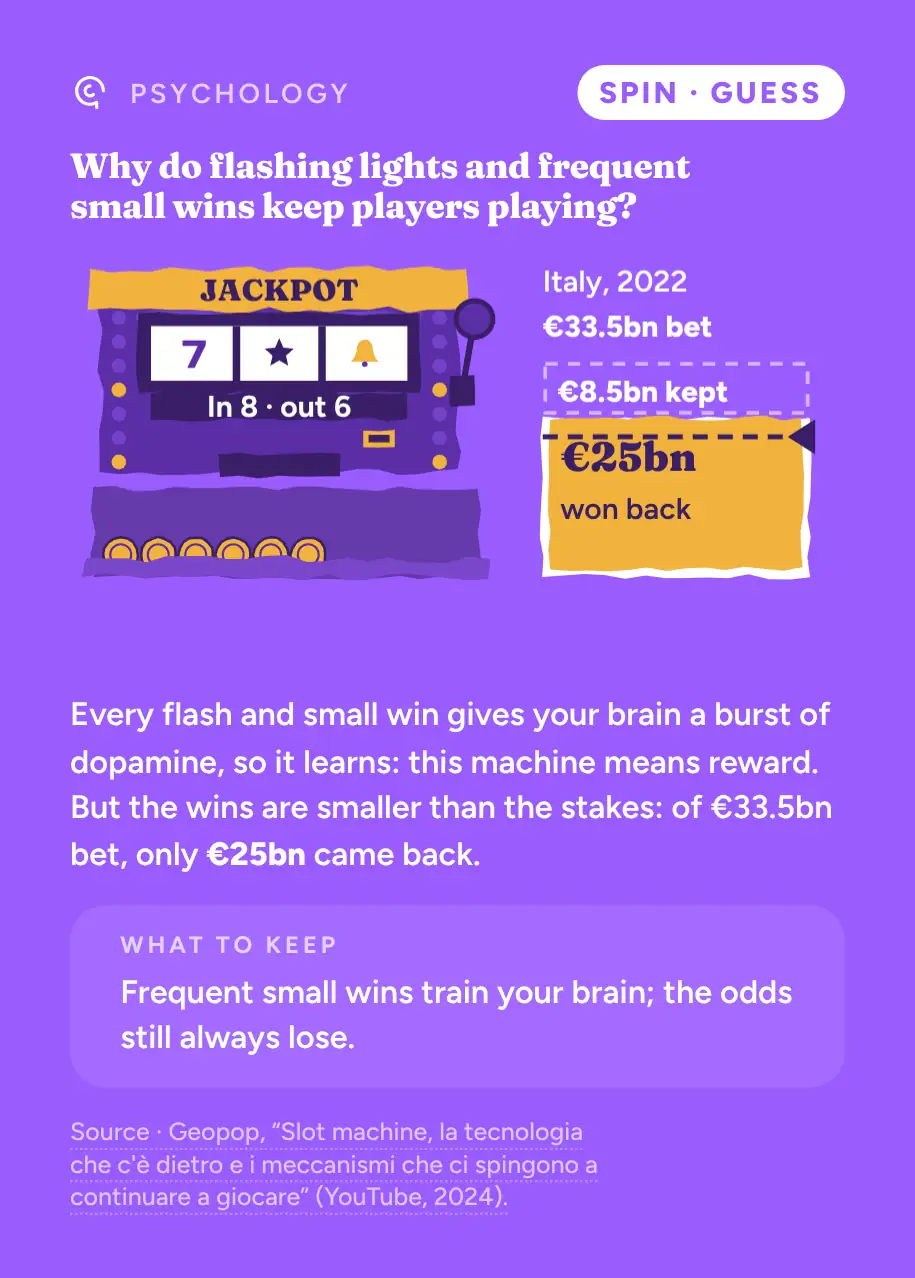 PSYCHOLOGY
SPIN · GUESS
Why do flashing lights and frequent
small wins keep players playing?
JACKPOT
7
In 8 · out 6
Italy, 2022
€33.5bn bet
€8.5bn kept
€25bn
won back
Every flash and small win gives your brain a burst of
dopamine, so it learns: this machine means reward.
But the wins are smaller than the stakes: of €33.5bn
bet, only €25bn came back.
WHAT TO KEEP
Frequent small wins train your brain; the odds
still always lose.
Source · Geopop, “Slot machine, la tecnologia
che c'è dietro e i meccanismi che ci spingono a
continuare a giocare” (YouTube, 2024).